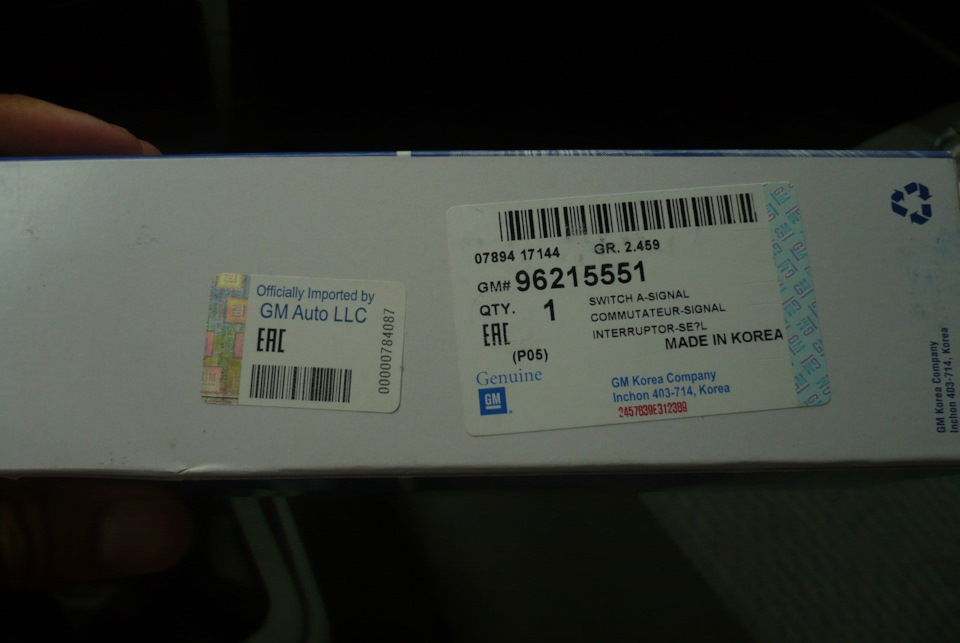 Officially Imported by
GM Auto LLC
EAC
00000784087
07894 17144 GR. 2.459
GM# 96215551
QTY. 1
SWITCH A-SIGNAL
COMMUTATEUR-SIGNAL
INTERRUPTOR-SE?L
EAC
MADE IN KOREA
(P05)
Genuine
GM
GM Korea Company
Inchon 403-714, Korea
2457839E312389
GM Korea Company
Inchon 403-714, Korea